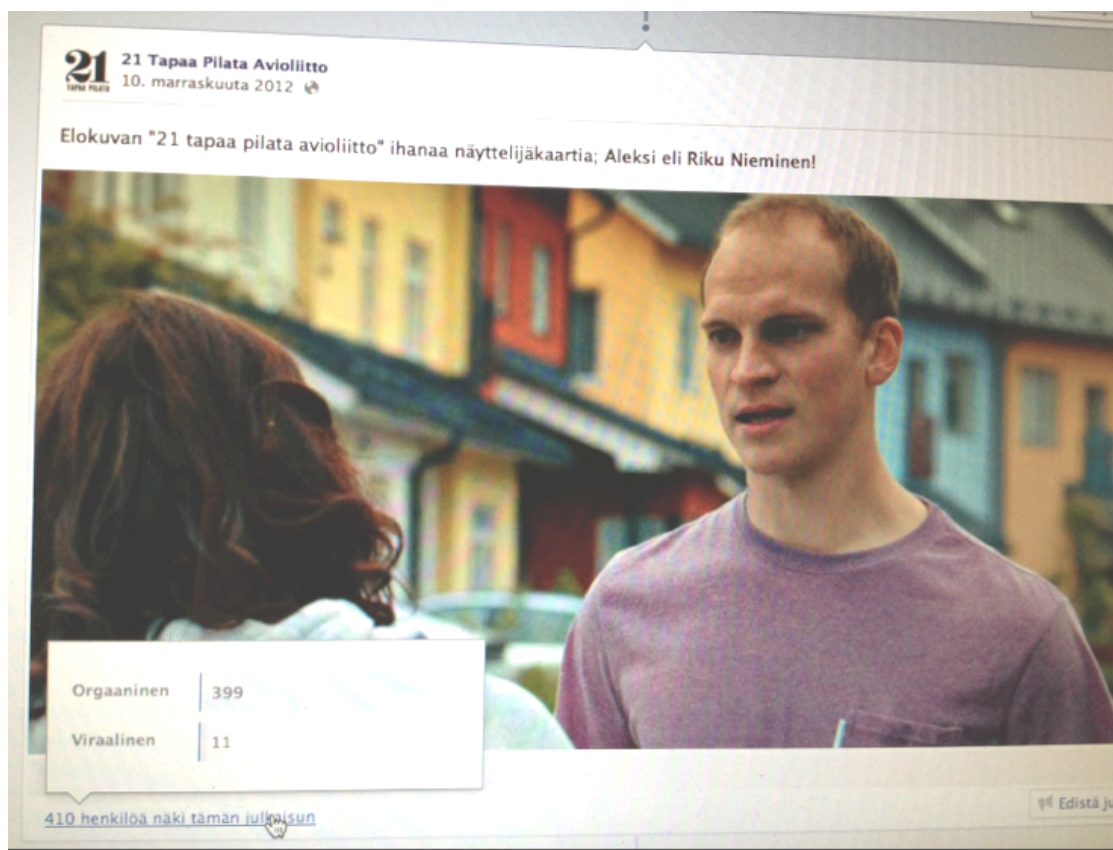 21
TAPAA PILATA
21 Tapaa Pilata Avioliitto
10. marraskuuta 2012
Elokuvan "21 tapaa pilata avioliitto" ihanaa näyttelijäkaartia; Aleksi eli Riku Nieminen!
Orgaaninen 399
Viraalinen 11
410 henkilöä näki tämän julkaisun
Edistä ju